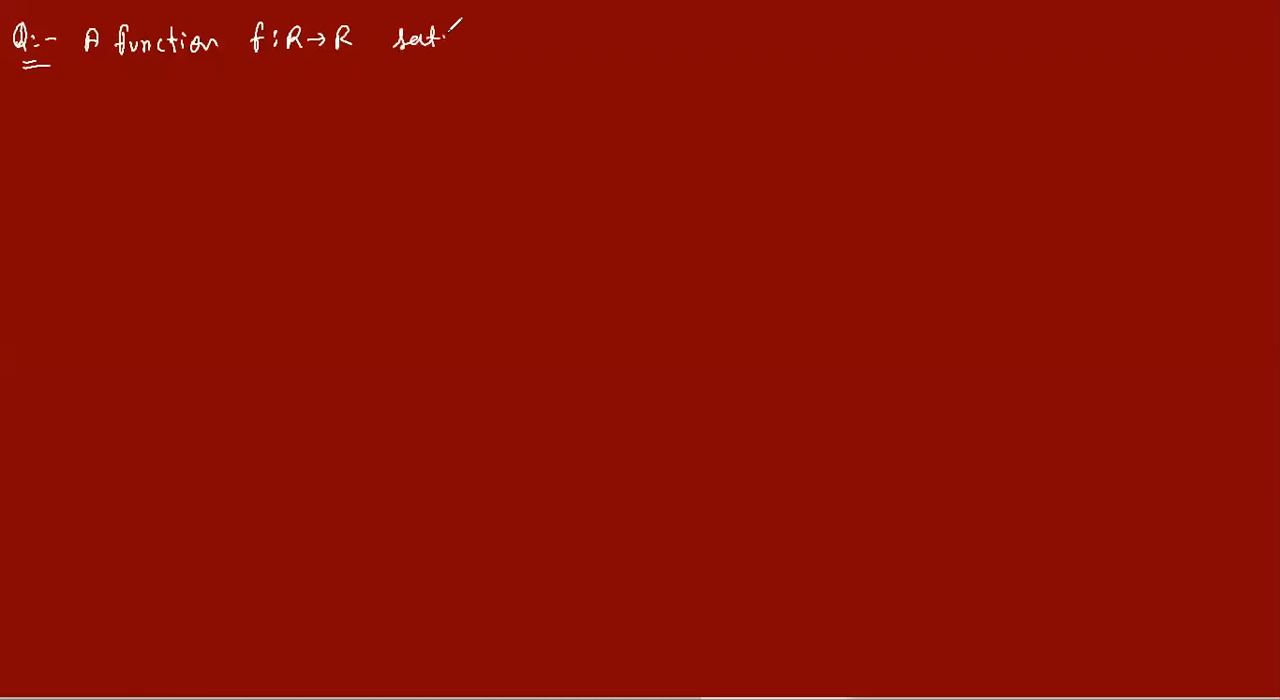 Q:- A function f:R→R sat